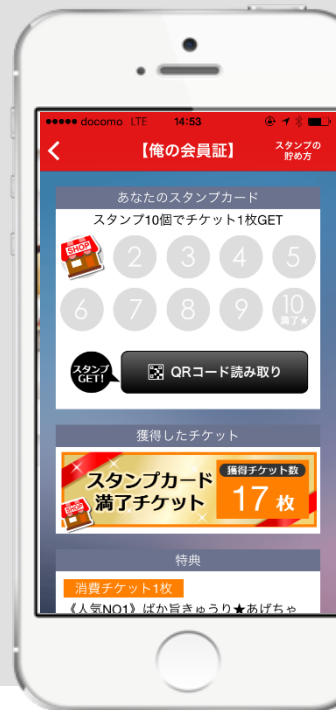 docomo LTE 14:53
【俺の会員証】
スタンプの
貯め方
あなたのスタンプカード
スタンプ10個でチケット1枚GET
SHOP 2 3 4 5
6 7 8 9 10
満了★
スタンプ
GET!
QRコード読み取り
獲得したチケット
スタンプカード
満了チケット
獲得チケット数
17 枚
SHOP
特典
消費チケット1枚
《人気NO1》ばか旨きゅうり★あげちゃ